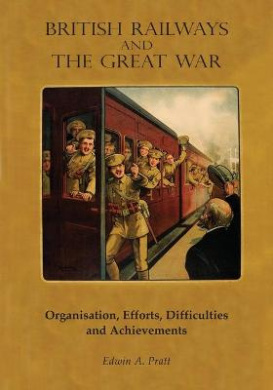 BRITISH RAILWAYS
AND
THE GREAT WAR
Organisation, Efforts, Difficulties
and Achievements
Edwin A. Pratt